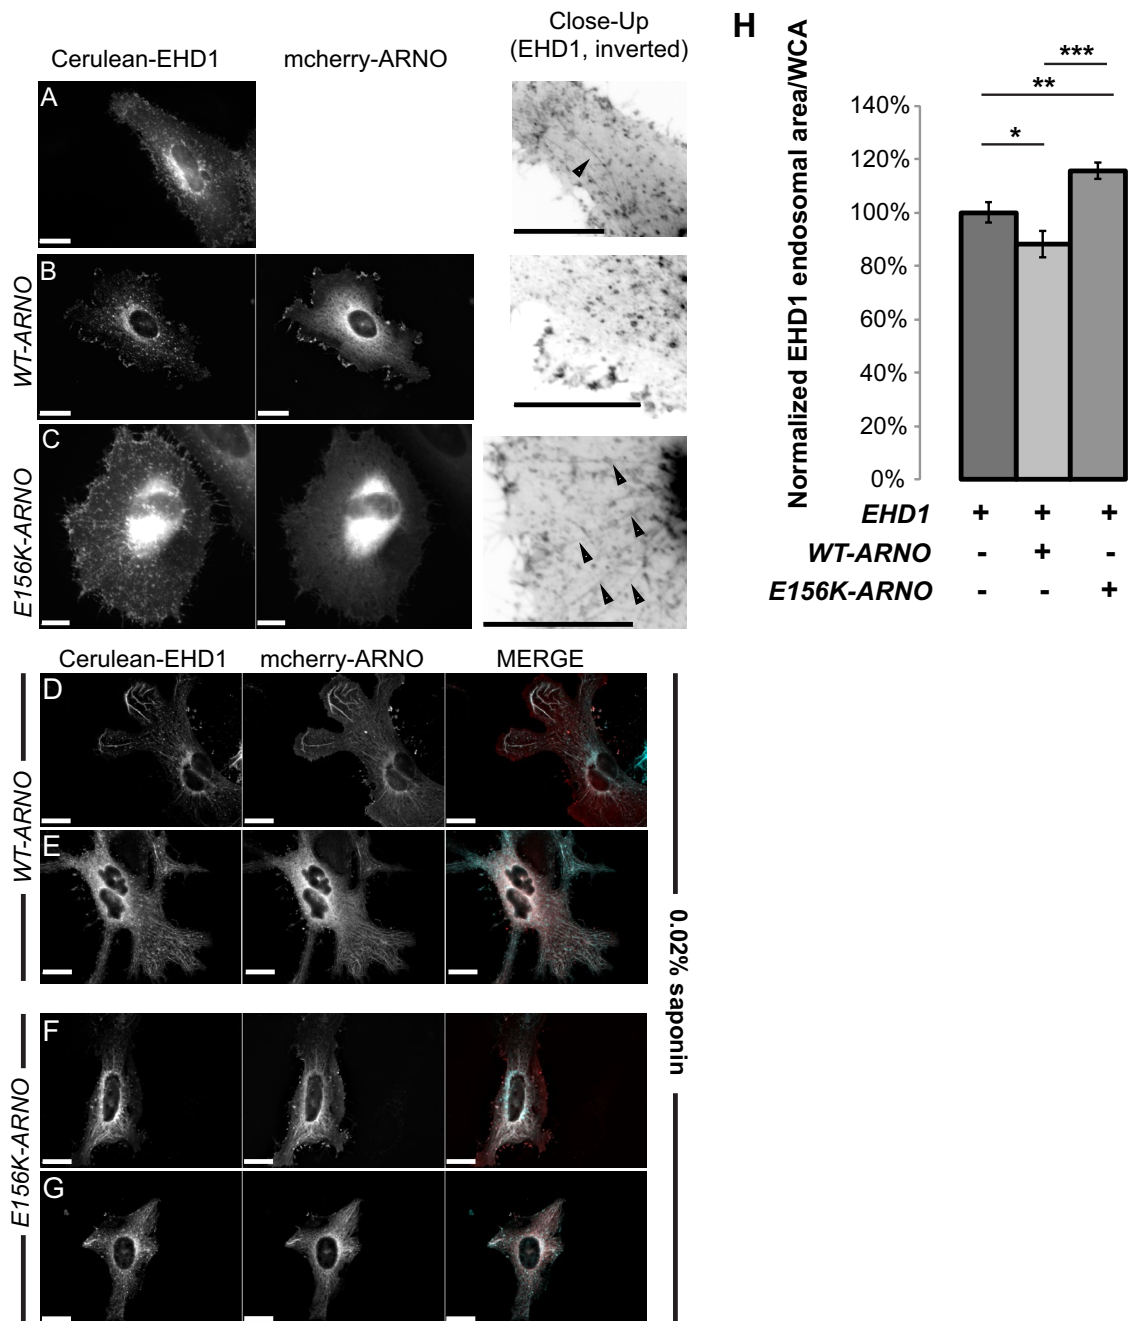 Cerulean-EHD1
mcherry-ARNO
Close-Up
(EHD1, inverted)
A
WT-ARNO
B
E156K-ARNO
C
H
Normalized EHD1 endosomal area/WCA
***
**
*
140%
120%
100%
80%
60%
40%
20%
0%
EHD1 + + +
WT-ARNO - + -
E156K-ARNO - - +
Cerulean-EHD1
mcherry-ARNO
MERGE
WT-ARNO
D
E
E156K-ARNO
F
G
0.02% saponin